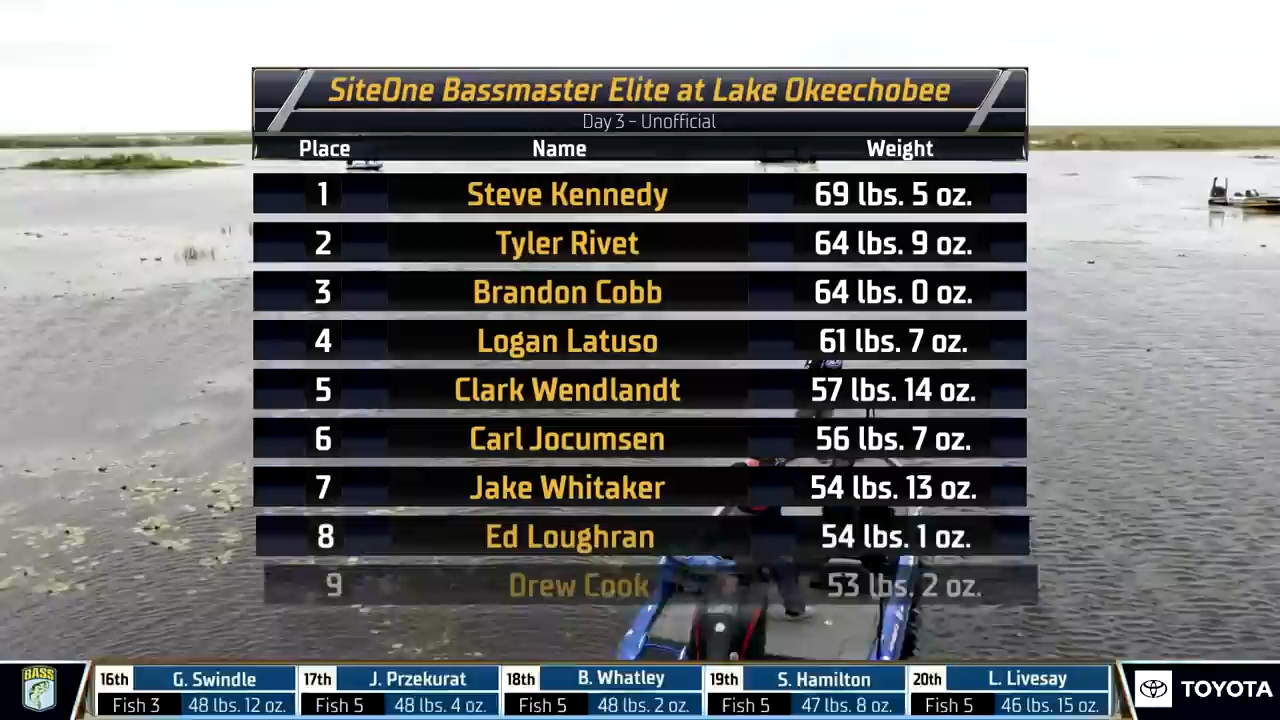 SiteOne Bassmaster Elite at Lake Okeechobee
Day 3 - Unofficial
Place Name Weight
1 Steve Kennedy 69 lbs. 5 oz.
2 Tyler Rivet 64 lbs. 9 oz.
3 Brandon Cobb 64 lbs. 0 oz.
4 Logan Latuso 61 lbs. 7 oz.
5 Clark Wendlandt 57 lbs. 14 oz.
6 Carl Jocumsen 56 lbs. 7 oz.
7 Jake Whitaker 54 lbs. 13 oz.
8 Ed Loughran 54 lbs. 1 oz.
9 Drew Cook 53 lbs. 2 oz.
BASS
16th G. Swindle 17th J. Przekurat 18th B. Whatley 19th S. Hamilton 20th L. Livesay
Fish 3 48 lbs. 12 oz. Fish 5 48 lbs. 4 oz. Fish 5 48 lbs. 2 oz. Fish 5 47 lbs. 8 oz. Fish 5 46 lbs. 15 oz.
TOYOTA